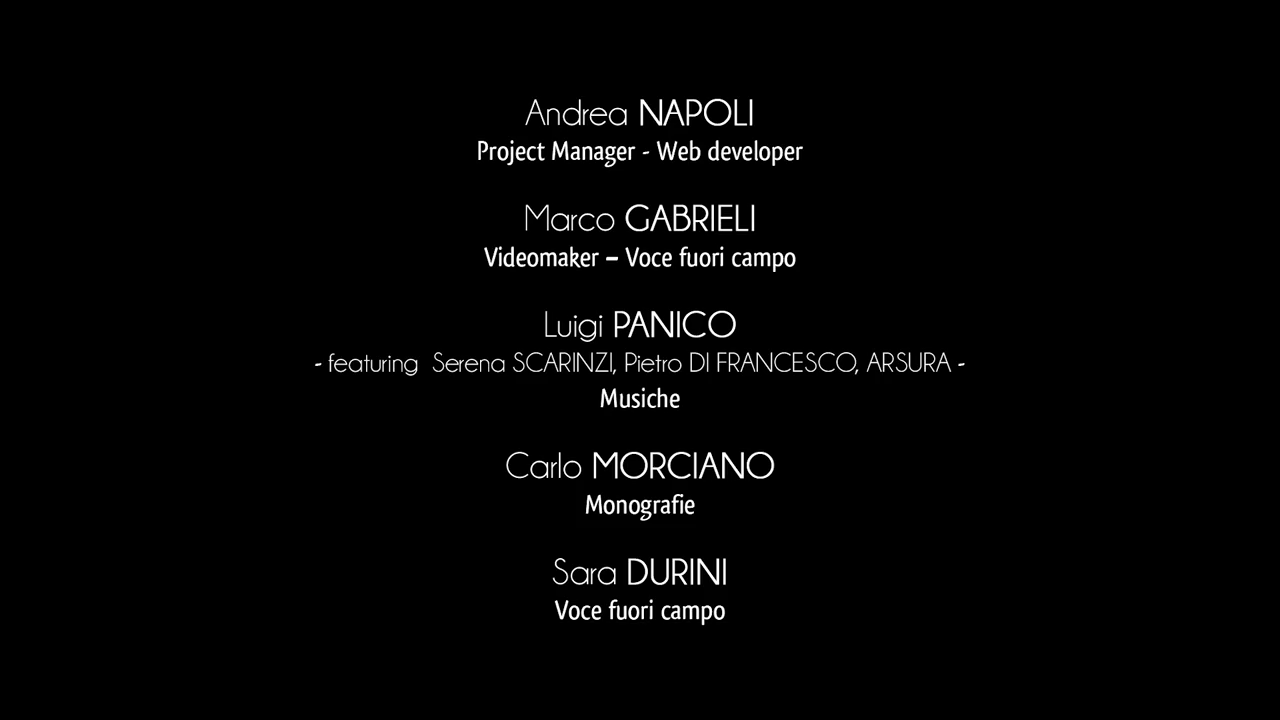 Andrea NAPOLI
Project Manager - Web developer
Marco GABRIELI
Videomaker – Voce fuori campo
Luigi PANICO
- featuring  Serena SCARINZI, Pietro DI FRANCESCO, ARSURA -
Musiche
Carlo MORCIANO
Monografie
Sara DURINI
Voce fuori campo